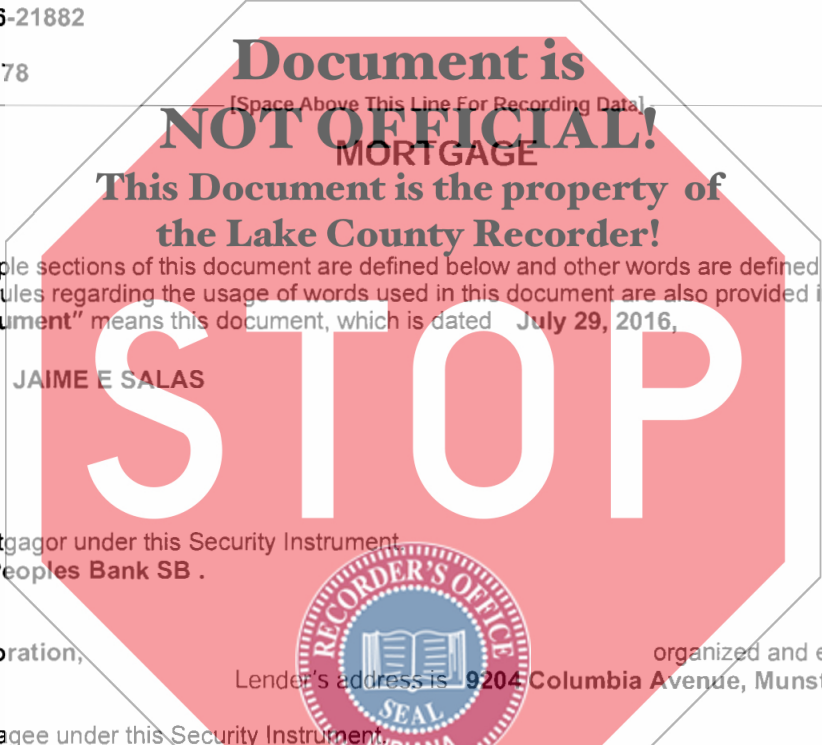 6-21882
78
Document is
[Space Above This Line For Recording Data]
NOT OFFICIAL!
MORTGAGE
This Document is the property of
the Lake County Recorder!
ple sections of this document are defined below and other words are defined
ules regarding the usage of words used in this document are also provided i
ument" means this document, which is dated July 29, 2016,
JAIME E SALAS
STOP
tgagor under this Security Instrument.
eoples Bank SB .
RECORDER'S OFFICE
oration,
organized and e
Lender's address is 9204 Columbia Avenue, Munst
SEAL
agee under this Security Instrument.
INDIANA